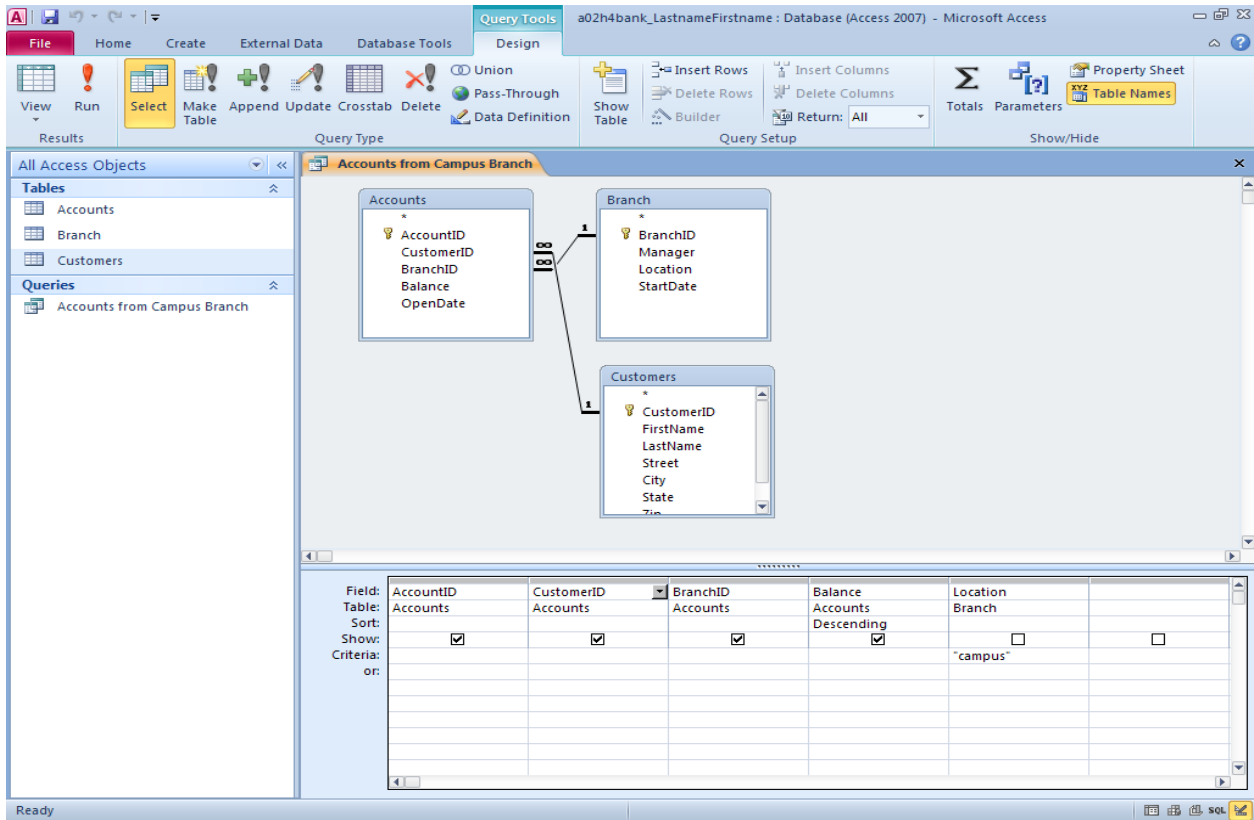 Query Tools a02h4bank_LastnameFirstname : Database (Access 2007) - Microsoft Access
File Home Create External Data Database Tools Design
View
Run
Select
Make Table
Append
Update
Crosstab
Delete
Union
Pass-Through
Data Definition
Show Table
Insert Rows
Delete Rows
Builder
Insert Columns
Delete Columns
Return: All
Totals
Parameters
Property Sheet
XYZ Table Names
Results Query Type Query Setup Show/Hide
All Access Objects
Tables
Accounts
Branch
Customers
Queries
Accounts from Campus Branch
Accounts from Campus Branch
Accounts
*
AccountID
CustomerID
BranchID
Balance
OpenDate
∞
∞
1
1
Branch
*
BranchID
Manager
Location
StartDate
Customers
*
CustomerID
FirstName
LastName
Street
City
State
Zip
Field: AccountID CustomerID BranchID Balance Location
Table: Accounts Accounts Accounts Accounts Branch
Sort: Descending
Show:
Criteria: "campus"
or:
Ready SQL